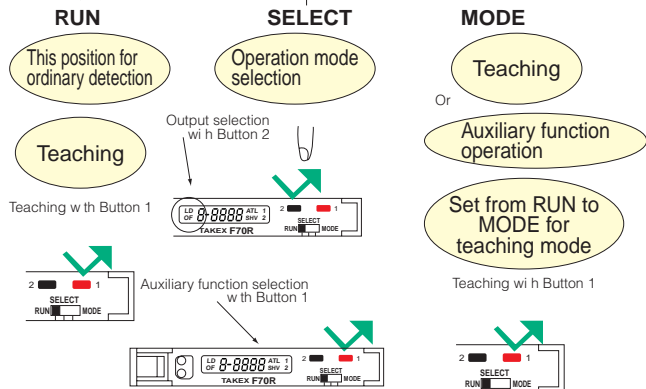 RUN
This position for
ordinary detection
Teaching
Teaching w th Button 1
2 1
SELECT
RUN MODE
SELECT
Operation mode
selection
Output selection
wi h Button 2
LD
OF
8-8888
ATL 1
SHV 2
2 1
SELECT
RUN MODE
TAKEX F70R
Auxiliary function selection
w th Button 1
LD
OF
8-8888
ATL 1
SHV 2
2 1
SELECT
RUN MODE
TAKEX F70R
MODE
Teaching
Or
Auxiliary function
operation
Set from RUN to
MODE for
teaching mode
Teaching wi h Button 1
2 1
SELECT
RUN MODE